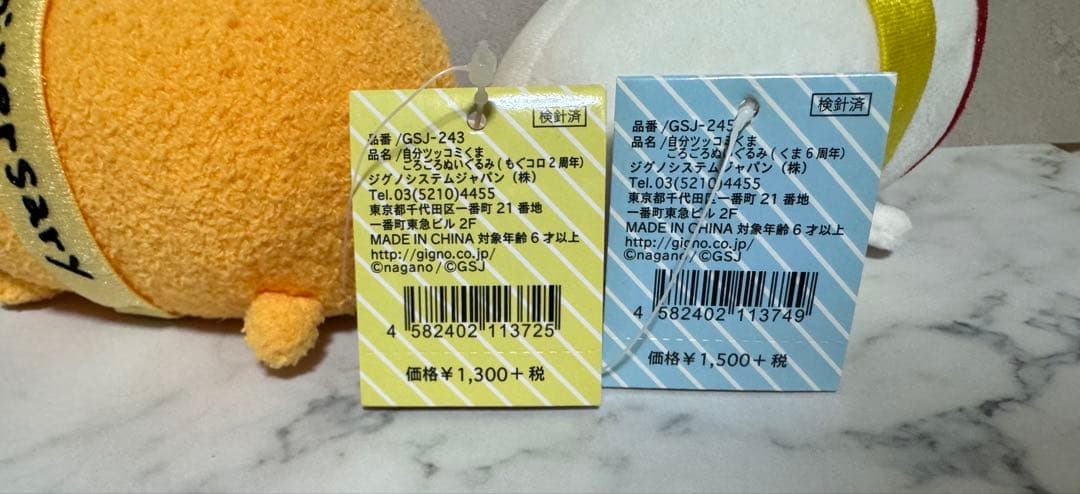 検針済
品番 /GSJ-243
品名 /自分ツッコミくま
ごろごろぬいぐるみ(もぐコロ2周年)
ジグノシステムジャパン(株)
Tel.03(5210)4455
東京都千代田区一番町 21 番地
一番町東急ビル 2F
MADE IN CHINA 対象年齢 6 才以上
http://gigno.co.jp/
©nagano/©GSJ
4 582402 113725
価格¥1,300+税
検針済
品番 /GSJ-245
品名 /自分ツッコミくま
ごろごろぬいぐるみ(くま6周年)
ジグノシステムジャパン(株)
Tel.03(5210)4455
東京都千代田区一番町 21 番地
一番町東急ビル 2F
MADE IN CHINA 対象年齢 6 才以上
http://gigno.co.jp/
©nagano/©GSJ
4 582402 113749
価格¥1,500+税